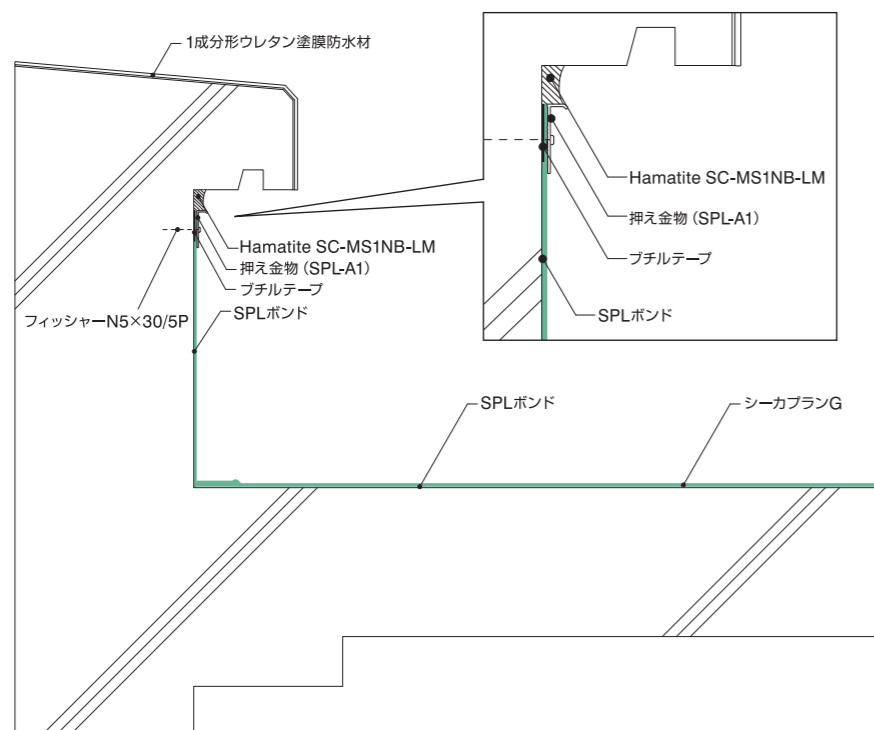 1成分形ウレタン塗膜防水材
Hamatite SC-MS1NB-LM
押え金物（SPL-A1）
ブチルテープ
SPLボンド
フィッシャーN5×30/5P
Hamatite SC-MS1NB-LM
押え金物（SPL-A1）
ブチルテープ
SPLボンド
SPLボンド
シーカプランG